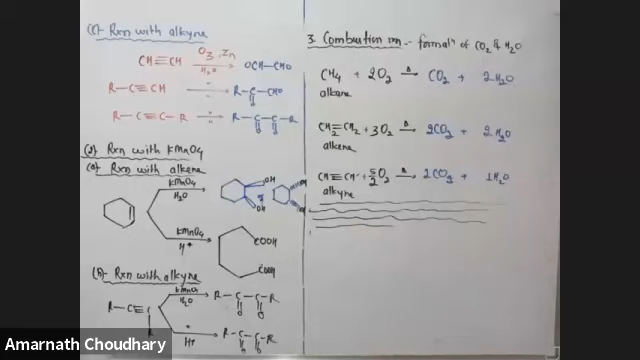 (c) Rxn with alkyne
CH≡CH O3, Zn H2O OCH—CHO
R—C≡CH " " R—C—CHO
O
R—C≡C—R " R—C—C—R
O O
(2) Rxn with KMnO4
(a) Rxn with alkene
KMnO4
H2O
OH
OH
KMnO4
H+
COOH
COOH
(b) Rxn with alkyne
R—C≡C
R
KMnO4
H2O
R—C—C—R
O O
"
H+
R—C—C—R
O O
3. Combustion rxn :- formatn of CO2 & H2O
CH4 + 2O2 Δ CO2 + 2H2O
alkane
CH2=CH2 + 3O2 Δ 2CO2 + 2H2O
alkene
CH≡CH + 5/2 O2 Δ 2CO2 + 1H2O
alkyne
Amarnath Choudhary